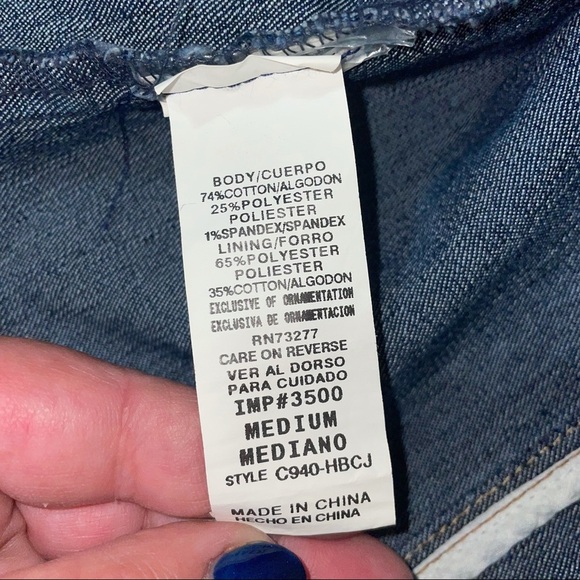 BODY/CUERPO
74%COTTON/ALGODON
25%POLYESTER
POLIESTER
1%SPANDEX/SPANDEX
LINING/FORRO
65%POLYESTER
POLIESTER
35%COTTON/ALGODON
EXCLUSIVE OF ORNAMENTATION
EXCLUSIVA DE ORNAMENTACION
RN73277
CARE ON REVERSE
VER AL DORSO
PARA CUIDADO
IMP#3500
MEDIUM
MEDIANO
STYLE C940-HBCJ
MADE IN CHINA
HECHO EN CHINA